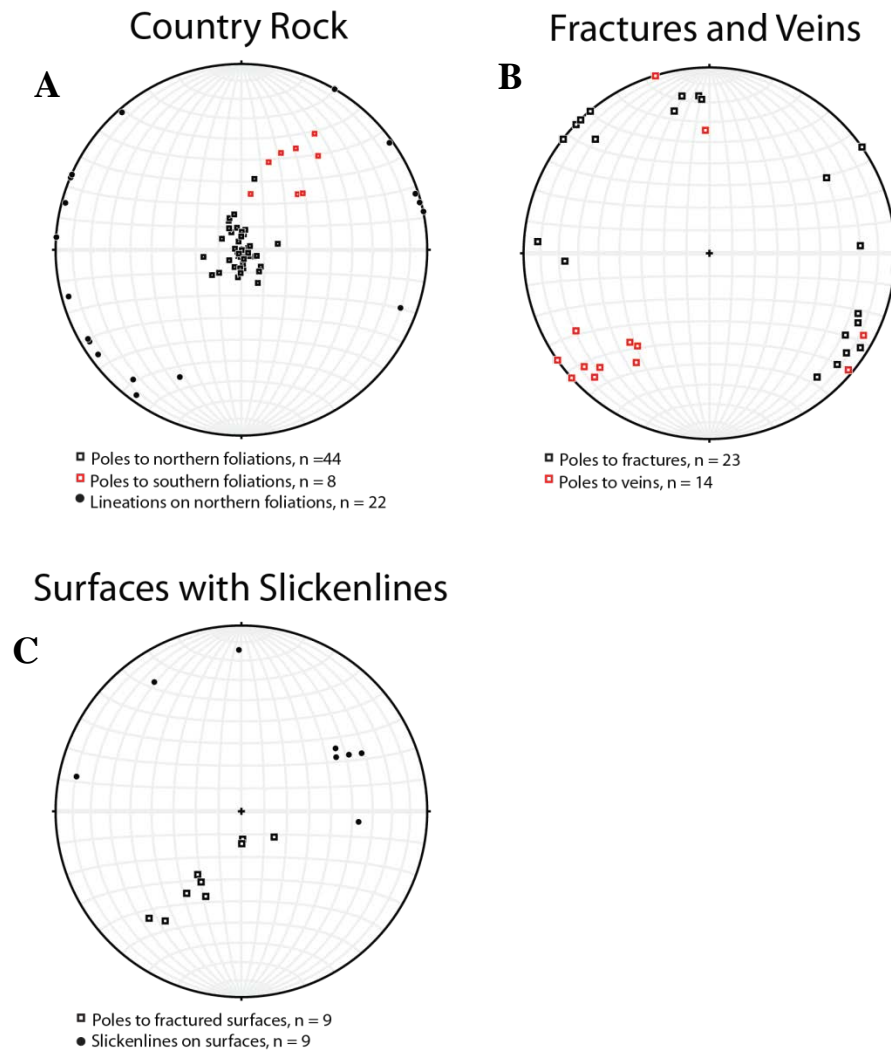 Country Rock
A
Poles to northern foliations, n =44
Poles to southern foliations, n = 8
Lineations on northern foliations, n = 22
Fractures and Veins
B
Poles to fractures, n = 23
Poles to veins, n = 14
Surfaces with Slickenlines
C
Poles to fractured surfaces, n = 9
Slickenlines on surfaces, n = 9